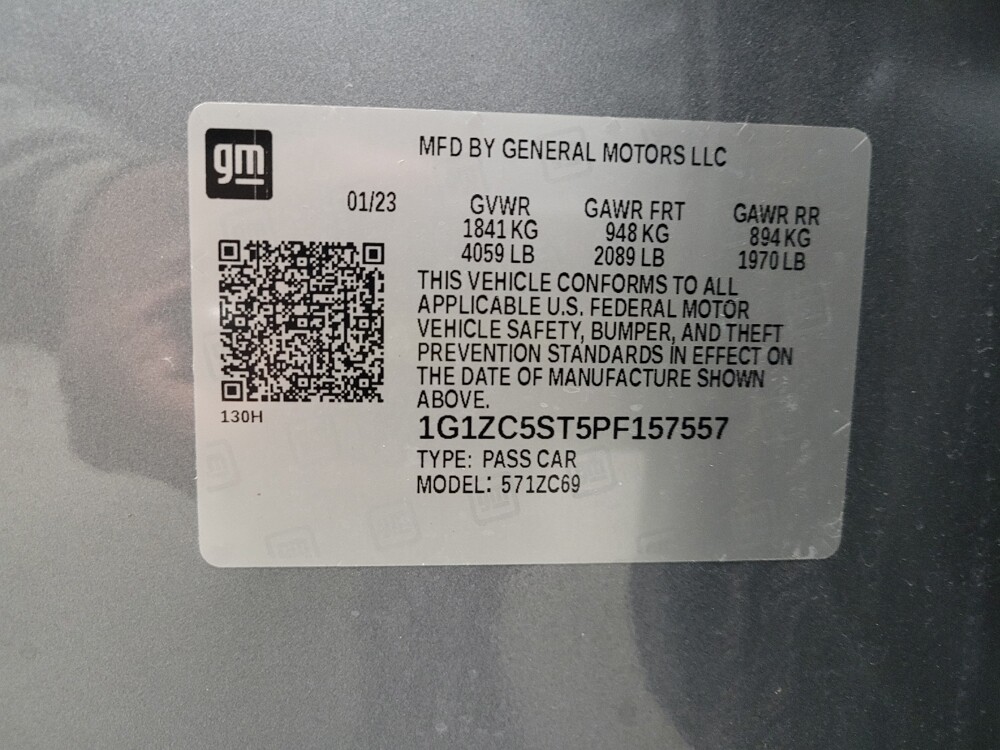 gm
MFD BY GENERAL MOTORS LLC
01/23
GVWR GAWR FRT GAWR RR
1841 KG 948 KG 894 KG
4059 LB 2089 LB 1970 LB
THIS VEHICLE CONFORMS TO ALL
APPLICABLE U.S. FEDERAL MOTOR
VEHICLE SAFETY, BUMPER, AND THEFT
PREVENTION STANDARDS IN EFFECT ON
THE DATE OF MANUFACTURE SHOWN
ABOVE.
130H
1G1ZC5ST5PF157557
TYPE: PASS CAR
MODEL: 571ZC69